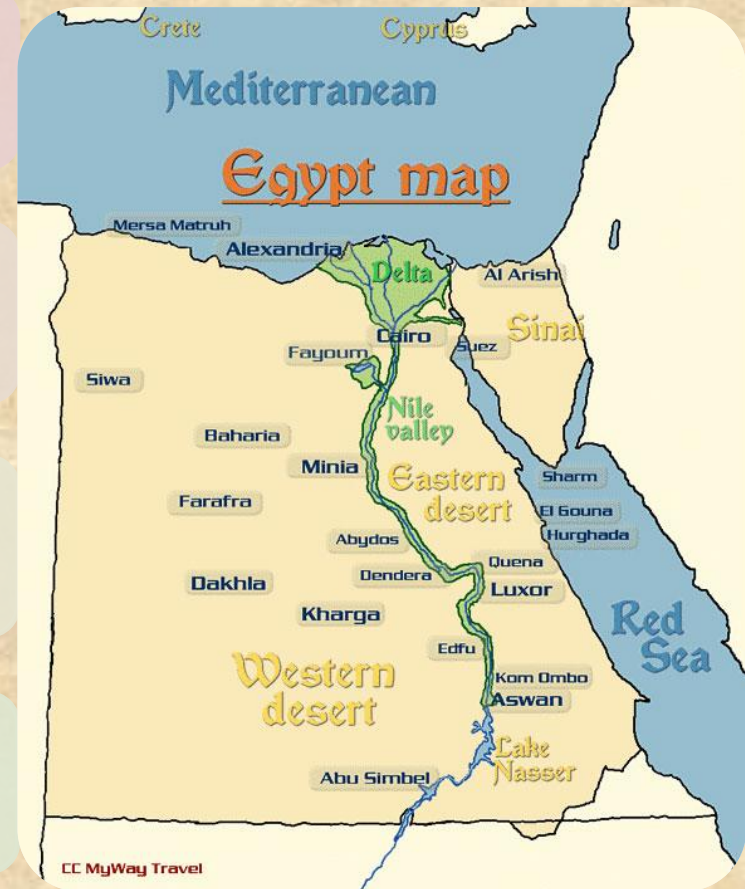 Crete
Cyprus
Mediterranean
Egypt map
Mersa Matruh
Alexandria
Delta
Al Arish
Cairo
Sinai
Suez
Fayoum
Siwa
Nile
valley
Baharia
Minia
Eastern
desert
Sharm
Farafra
El Gouna
Hurghada
Abydos
Quena
Dendera
Dakhla
Luxor
Kharga
Red
Sea
Edfu
Western
desert
Kom Ombo
Aswan
Lake
Nasser
Abu Simbel
CC MyWay Travel